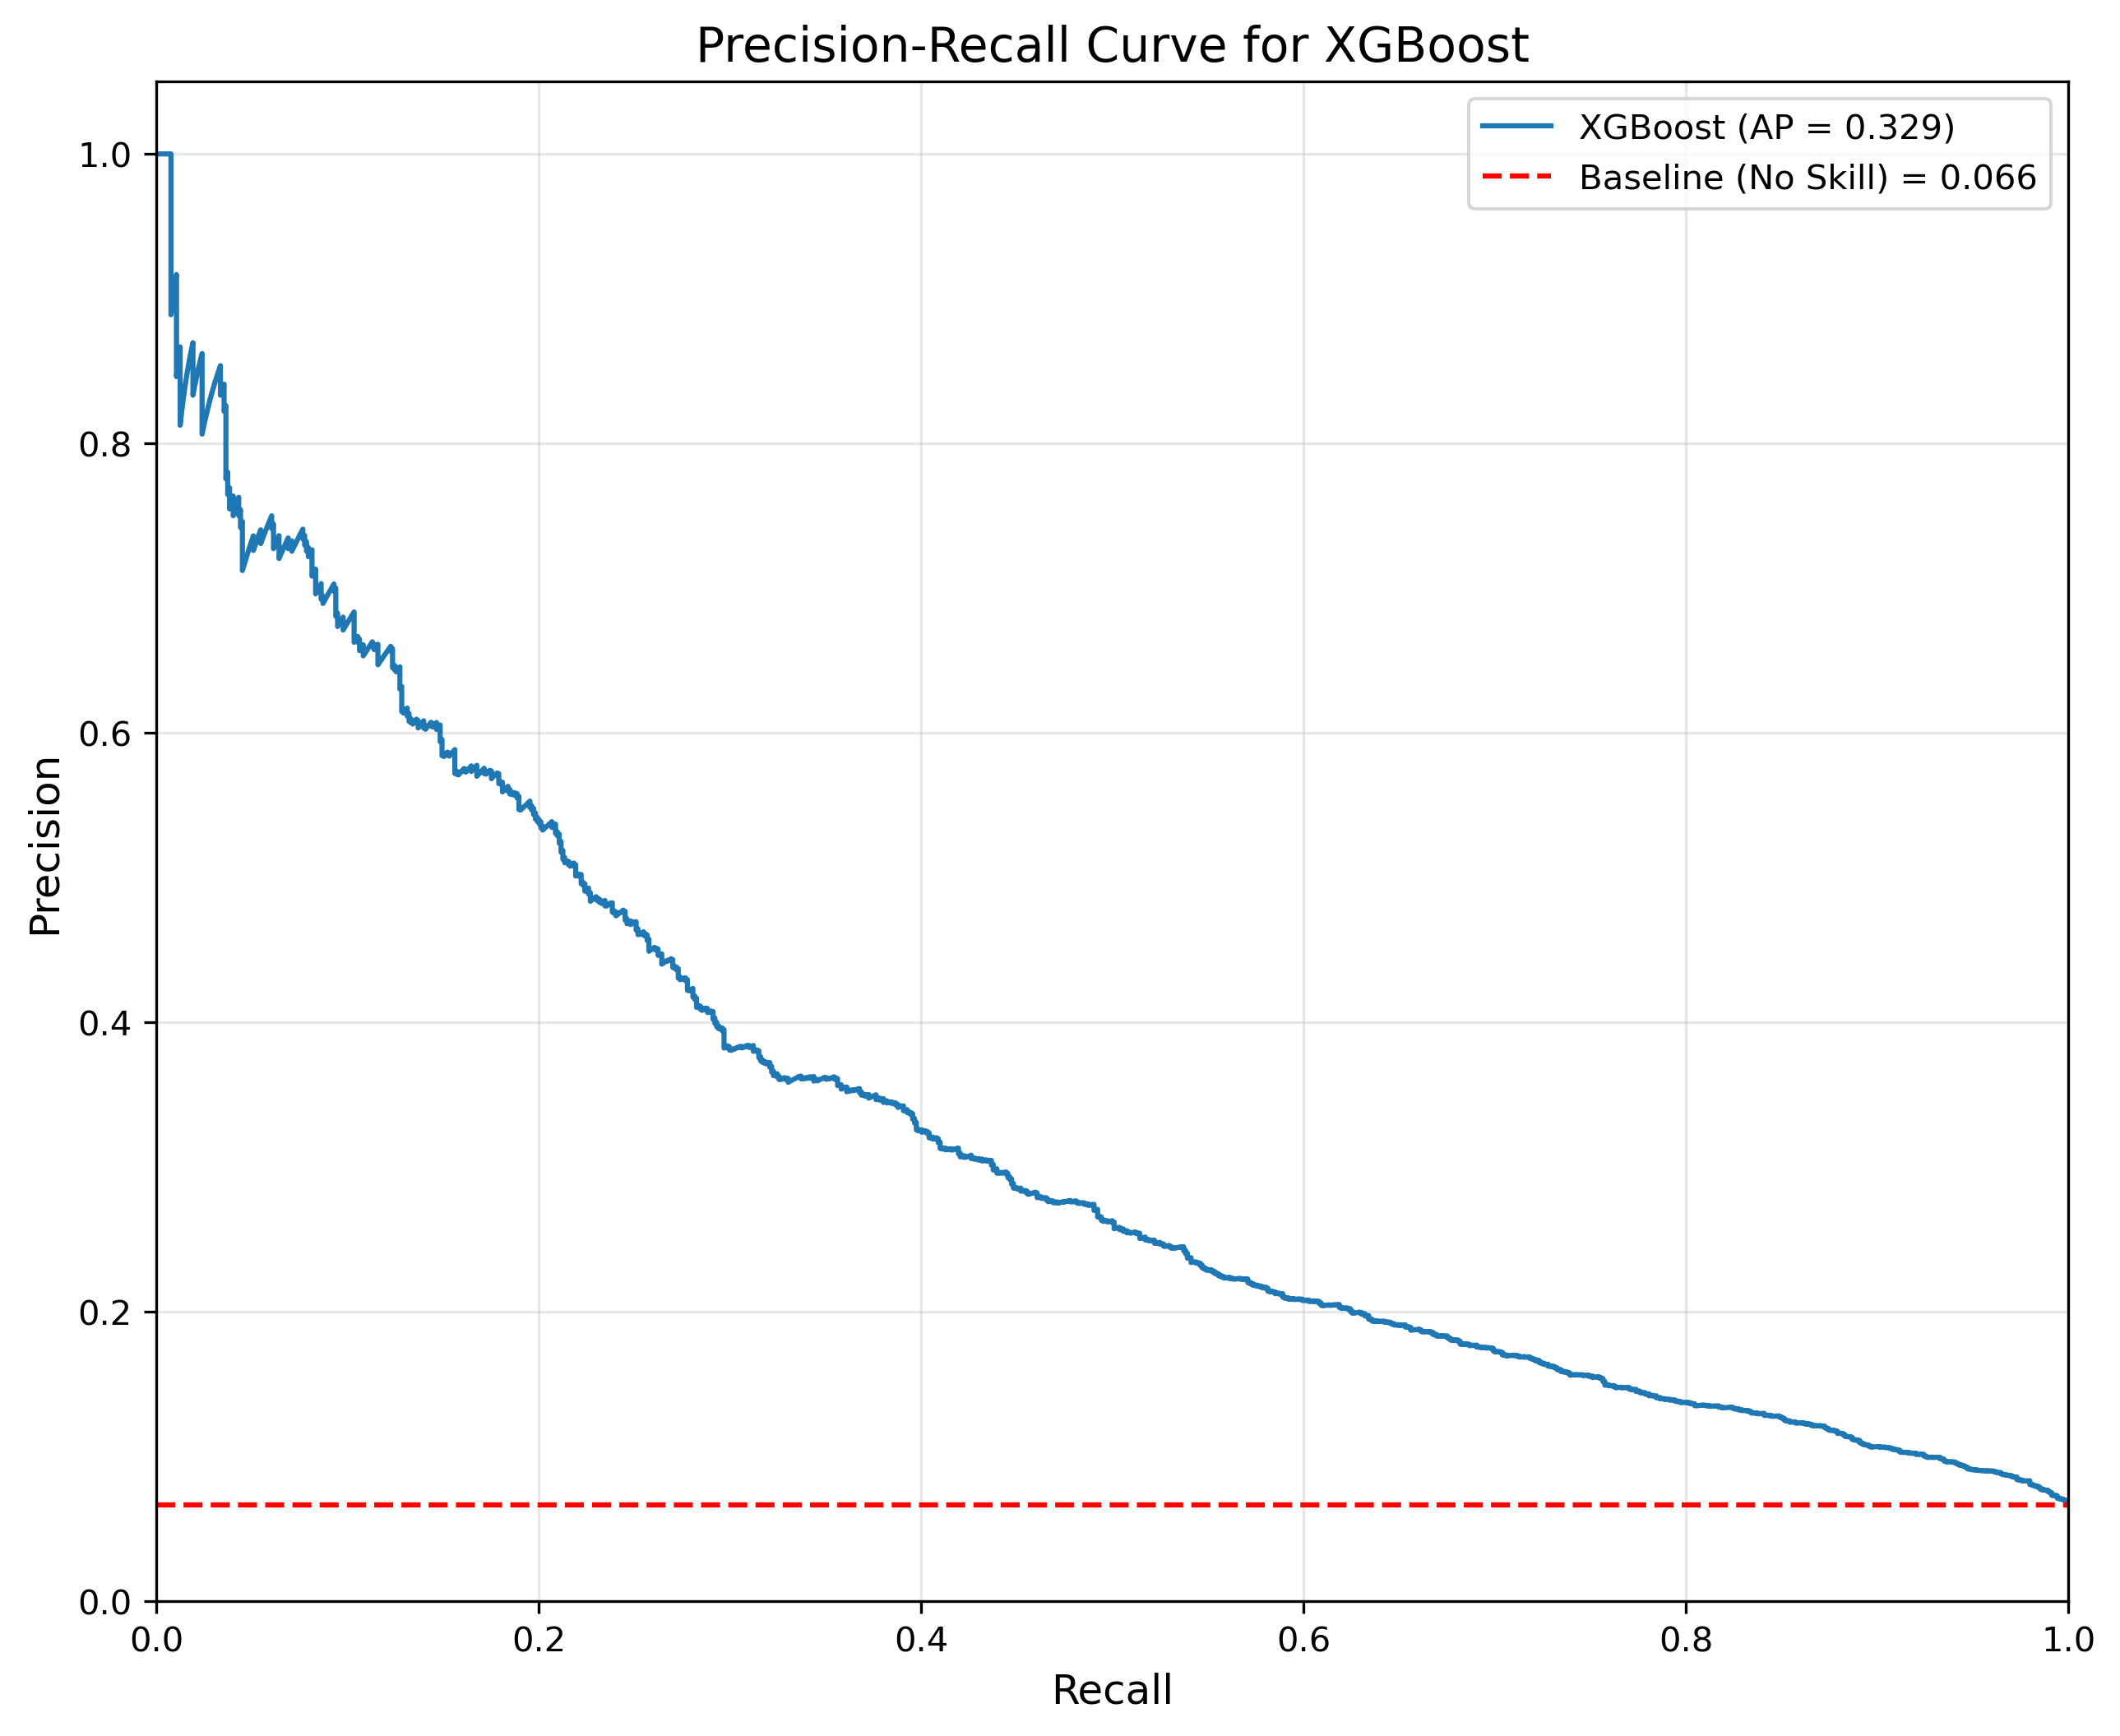 Precision-Recall Curve for XGBoost
XGBoost (AP = 0.329)
Baseline (No Skill) = 0.066
Precision
1.0
0.8
0.6
0.4
0.2
0.0
0.0 0.2 0.4 0.6 0.8 1.0
Recall